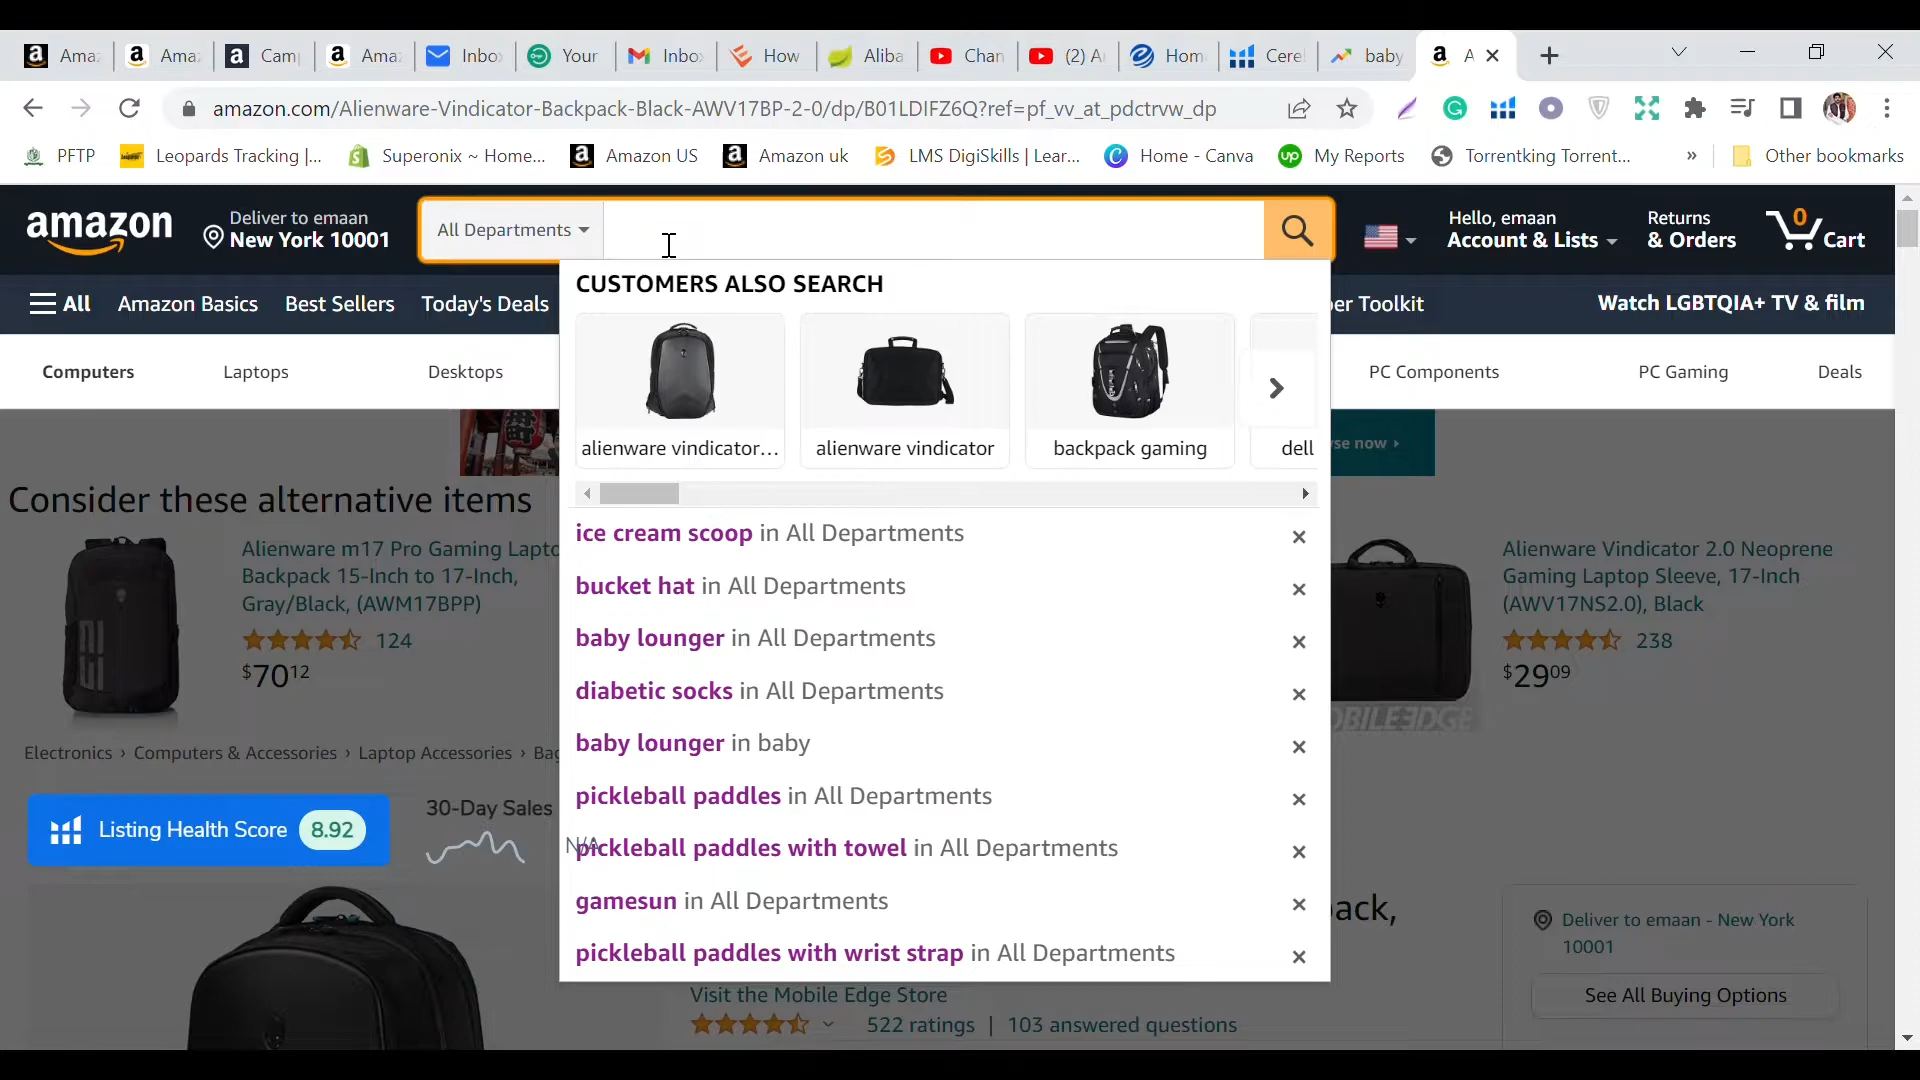 Ama
Ama
Cam
Ama
Inbo
Your
Inbo
How
Aliba
Chan
(2) A
Hom
Cere
baby
A
amazon.com/Alienware-Vindicator-Backpack-Black-AWV17BP-2-0/dp/B01LDIFZ6Q?ref=pf_vv_at_pdctrvw_dp
PFTP
Leopards Tracking |...
Superonix ~ Home...
Amazon US
Amazon uk
LMS DigiSkills | Lear...
Home - Canva
My Reports
Torrentking Torrent...
»
Other bookmarks
amazon
Deliver to emaan
New York 10001
All Departments
Hello, emaan
Account & Lists
Returns
& Orders
0
Cart
All
Amazon Basics
Best Sellers
Today's Deals
er Toolkit
Watch LGBTQIA+ TV & film
Computers
Laptops
Desktops
PC Components
PC Gaming
Deals
CUSTOMERS ALSO SEARCH
alienware vindicator...
alienware vindicator
backpack gaming
dell
se now ›
Consider these alternative items
Alienware m17 Pro Gaming Lapto
Backpack 15-Inch to 17-Inch,
Gray/Black, (AWM17BPP)
124
$70 12
Alienware Vindicator 2.0 Neoprene
Gaming Laptop Sleeve, 17-Inch
(AWV17NS2.0), Black
238
$29 09
OBILE EDGE
ice cream scoop in All Departments
bucket hat in All Departments
baby lounger in All Departments
diabetic socks in All Departments
baby lounger in baby
pickleball paddles in All Departments
pickleball paddles with towel in All Departments
gamesun in All Departments
pickleball paddles with wrist strap in All Departments
Electronics › Computers & Accessories › Laptop Accessories › Bag
Listing Health Score 8.92
30-Day Sales
N/A
ack,
Deliver to emaan - New York
10001
See All Buying Options
Visit the Mobile Edge Store
522 ratings | 103 answered questions